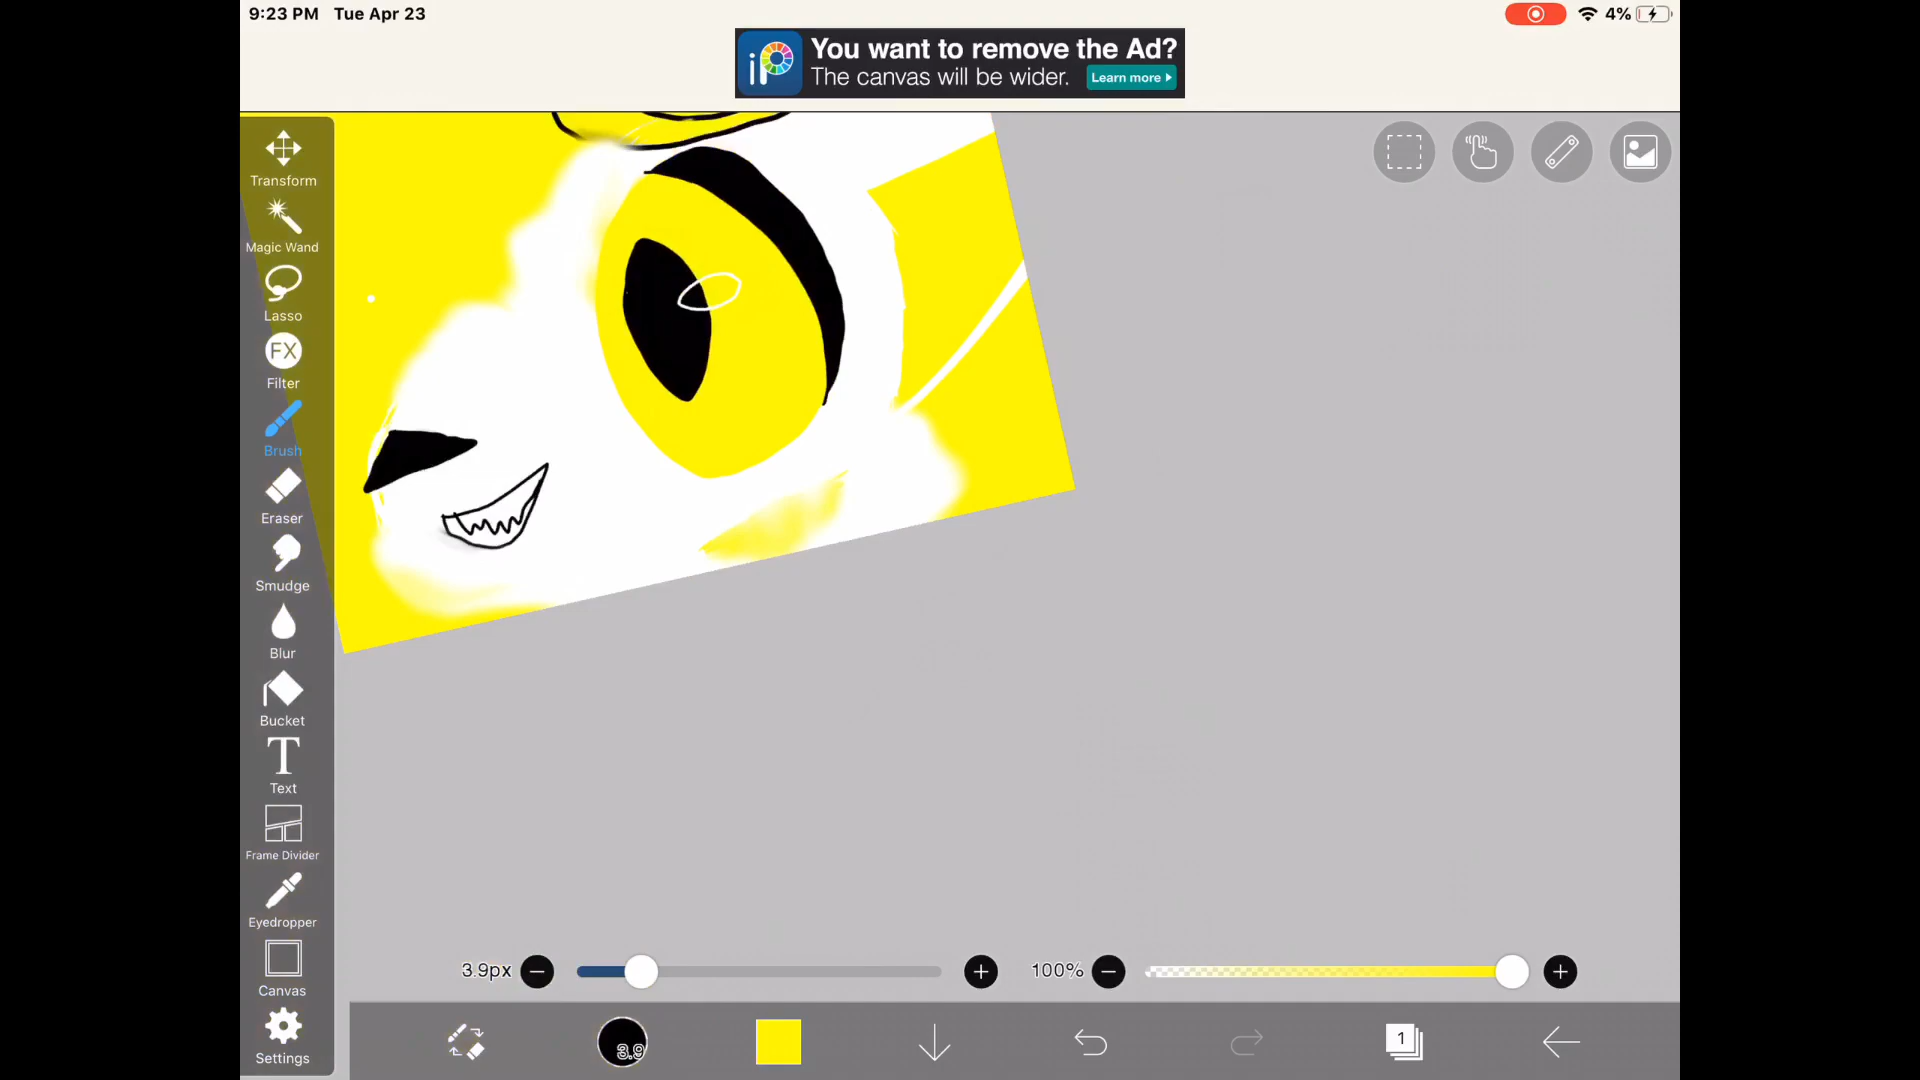 9:23 PM Tue Apr 23
4%
iP
You want to remove the Ad?
The canvas will be wider. Learn more
Transform
Magic Wand
Lasso
FX
Filter
Brush
Eraser
Smudge
Blur
Bucket
T
Text
Frame Divider
Eyedropper
Canvas
Settings
3.9px
100%
3.9
1